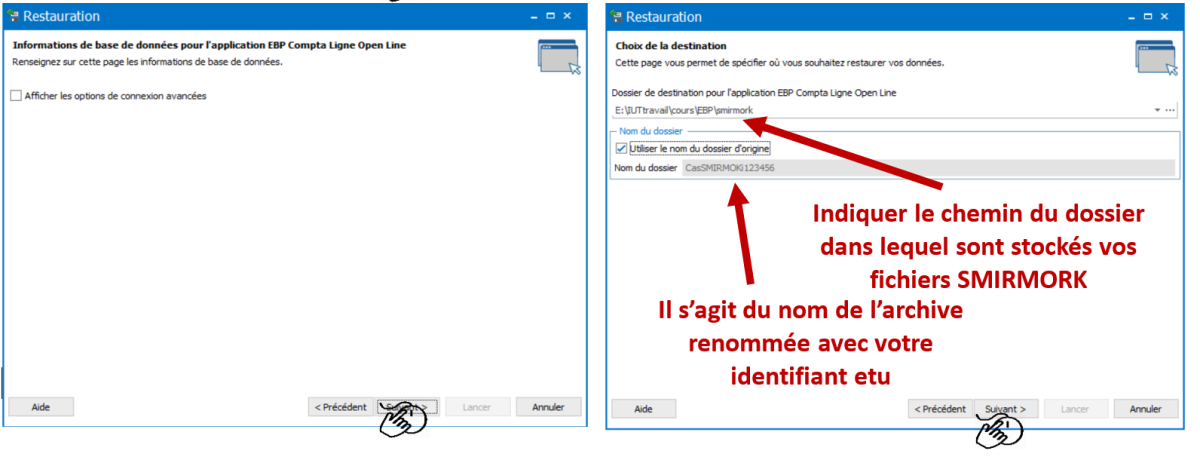 Restauration
Informations de base de données pour l'application EBP Compta Ligne Open Line
Renseignez sur cette page les informations de base de données.
Afficher les options de connexion avancées
Aide
< Précédent
Suivant >
Lancer
Annuler
Restauration
Choix de la destination
Cette page vous permet de spécifier où vous souhaitez restaurer vos données.
Dossier de destination pour l'application EBP Compta Ligne Open Line
E:\IUTtravail\cours\EBP\smirmork
Nom du dossier
Utiliser le nom du dossier d'origine
Nom du dossier CasSMIRMOKi123456
Indiquer le chemin du dossier
dans lequel sont stockés vos
fichiers SMIRMORK
Il s’agit du nom de l’archive
renommée avec votre
identifiant etu
Aide
< Précédent
Suivant >
Lancer
Annuler